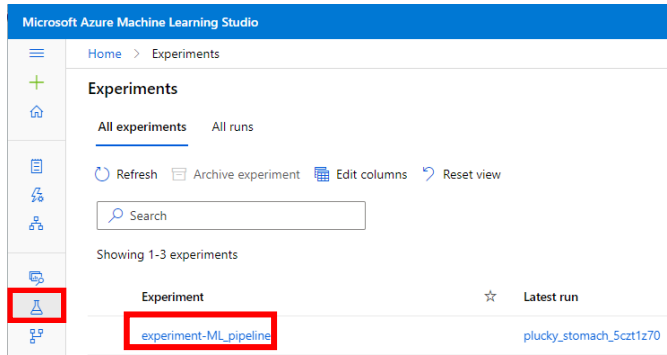 Microsoft Azure Machine Learning Studio
Home > Experiments
Experiments
All experiments All runs
Refresh Archive experiment Edit columns Reset view
Search
Showing 1-3 experiments
Experiment Latest run
experiment-ML_pipeline plucky_stomach_5czt1z70